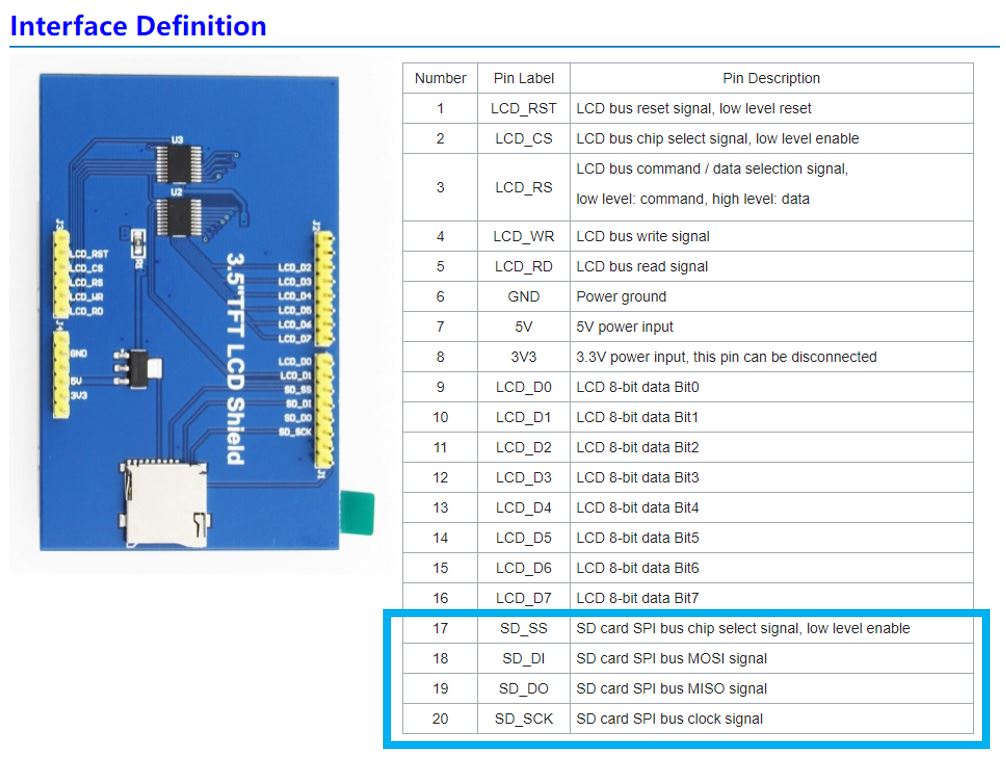 Interface Definition
U3
U2
J3
LCD_RST
LCD_CS
LCD_RS
LCD_WR
LCD_RD
J4
GND
5V
3V3
R1
3.5"TFT LCD Shield
J2
LCD_D2
LCD_D3
LCD_D4
LCD_D5
LCD_D6
LCD_D7
LCD_D0
LCD_D1
SD_SS
SD_DI
SD_DO
SD_SCK
J1
Number Pin Label Pin Description
1 LCD_RST LCD bus reset signal, low level reset
2 LCD_CS LCD bus chip select signal, low level enable
3 LCD_RS LCD bus command / data selection signal,
low level: command, high level: data
4 LCD_WR LCD bus write signal
5 LCD_RD LCD bus read signal
6 GND Power ground
7 5V 5V power input
8 3V3 3.3V power input, this pin can be disconnected
9 LCD_D0 LCD 8-bit data Bit0
10 LCD_D1 LCD 8-bit data Bit1
11 LCD_D2 LCD 8-bit data Bit2
12 LCD_D3 LCD 8-bit data Bit3
13 LCD_D4 LCD 8-bit data Bit4
14 LCD_D5 LCD 8-bit data Bit5
15 LCD_D6 LCD 8-bit data Bit6
16 LCD_D7 LCD 8-bit data Bit7
17 SD_SS SD card SPI bus chip select signal, low level enable
18 SD_DI SD card SPI bus MOSI signal
19 SD_DO SD card SPI bus MISO signal
20 SD_SCK SD card SPI bus clock signal